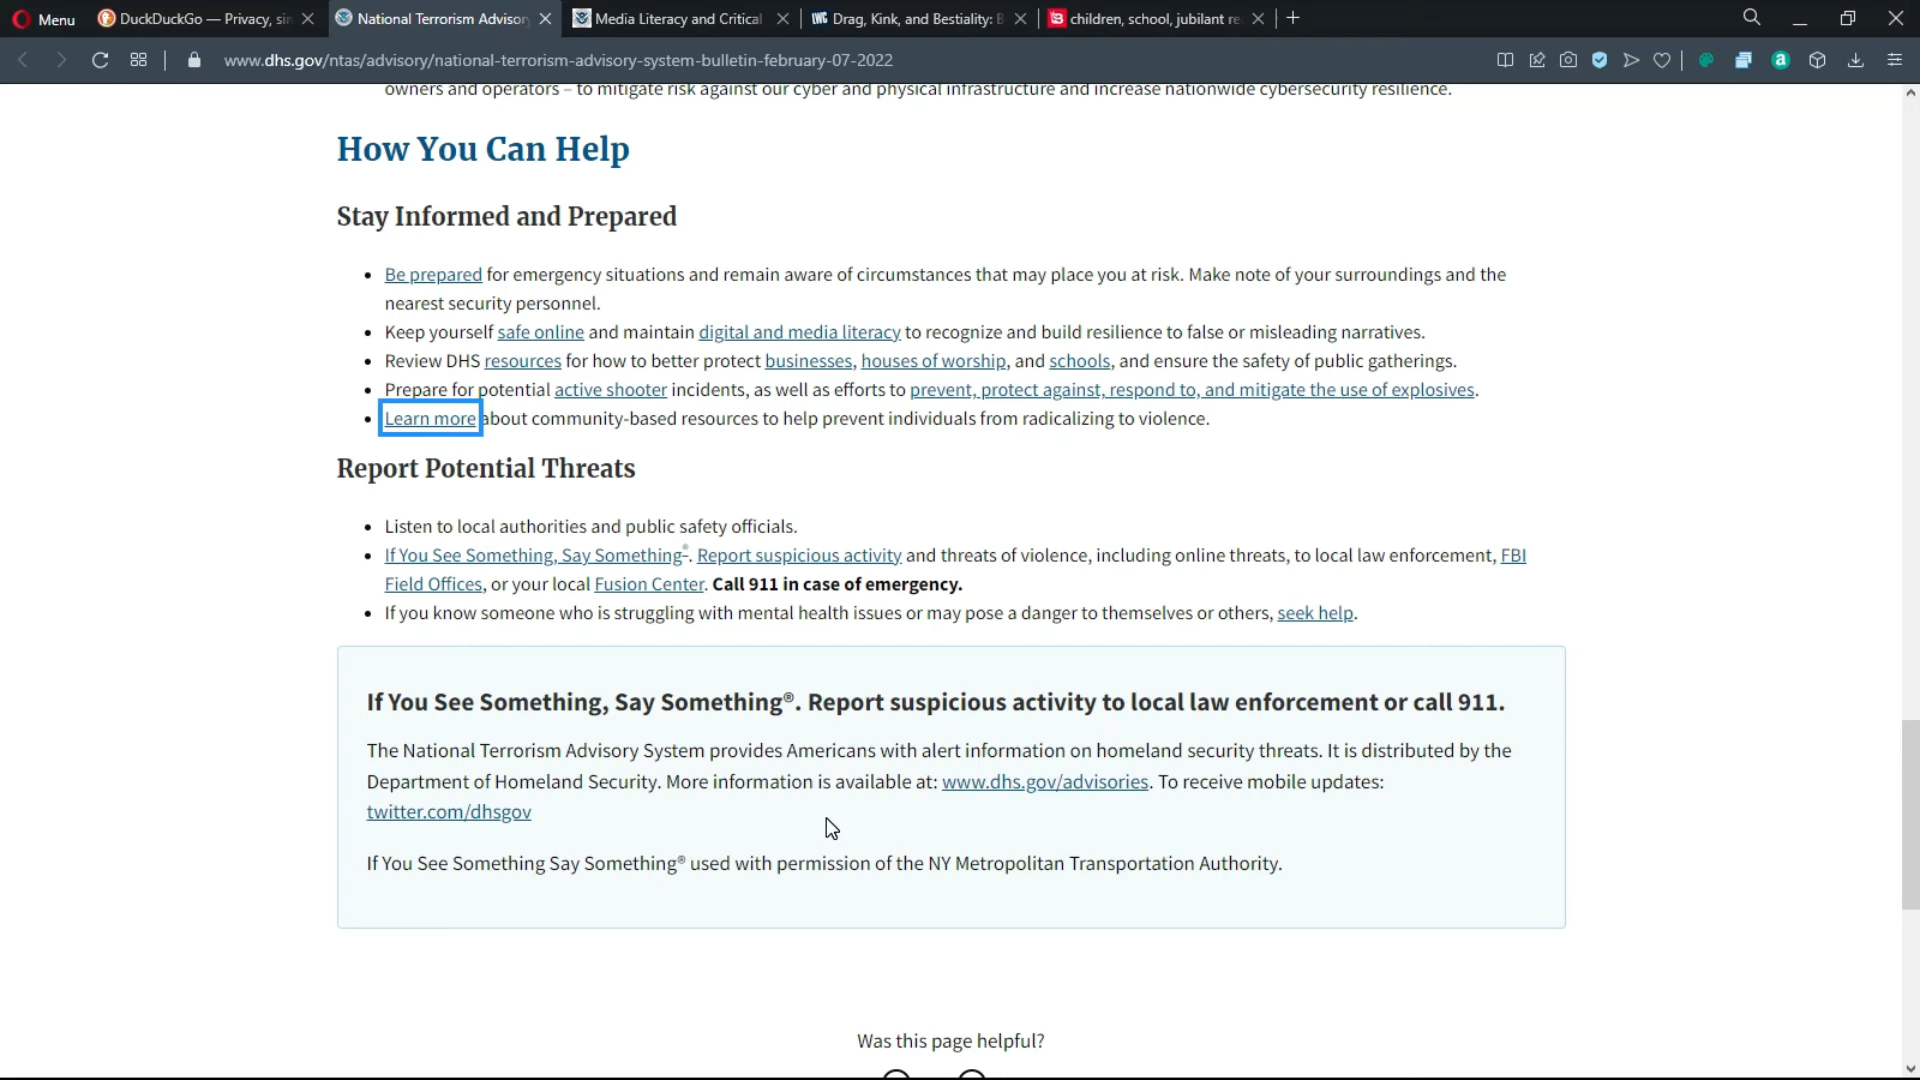 Menu
DuckDuckGo — Privacy, sin
National Terrorism Advisor
Media Literacy and Critical
Drag, Kink, and Bestiality: B
children, school, jubilant re
www.dhs.gov/ntas/advisory/national-terrorism-advisory-system-bulletin-february-07-2022
owners and operators – to mitigate risk against our cyber and physical infrastructure and increase nationwide cybersecurity resilience.
How You Can Help
Stay Informed and Prepared
• Be prepared for emergency situations and remain aware of circumstances that may place you at risk. Make note of your surroundings and the
nearest security personnel.
• Keep yourself safe online and maintain digital and media literacy to recognize and build resilience to false or misleading narratives.
• Review DHS resources for how to better protect businesses, houses of worship, and schools, and ensure the safety of public gatherings.
• Prepare for potential active shooter incidents, as well as efforts to prevent, protect against, respond to, and mitigate the use of explosives.
• Learn more about community-based resources to help prevent individuals from radicalizing to violence.
Report Potential Threats
• Listen to local authorities and public safety officials.
• If You See Something, Say Something®. Report suspicious activity and threats of violence, including online threats, to local law enforcement, FBI
Field Offices, or your local Fusion Center. Call 911 in case of emergency.
• If you know someone who is struggling with mental health issues or may pose a danger to themselves or others, seek help.
If You See Something, Say Something®. Report suspicious activity to local law enforcement or call 911.
The National Terrorism Advisory System provides Americans with alert information on homeland security threats. It is distributed by the
Department of Homeland Security. More information is available at: www.dhs.gov/advisories. To receive mobile updates:
twitter.com/dhsgov
If You See Something Say Something® used with permission of the NY Metropolitan Transportation Authority.
Was this page helpful?